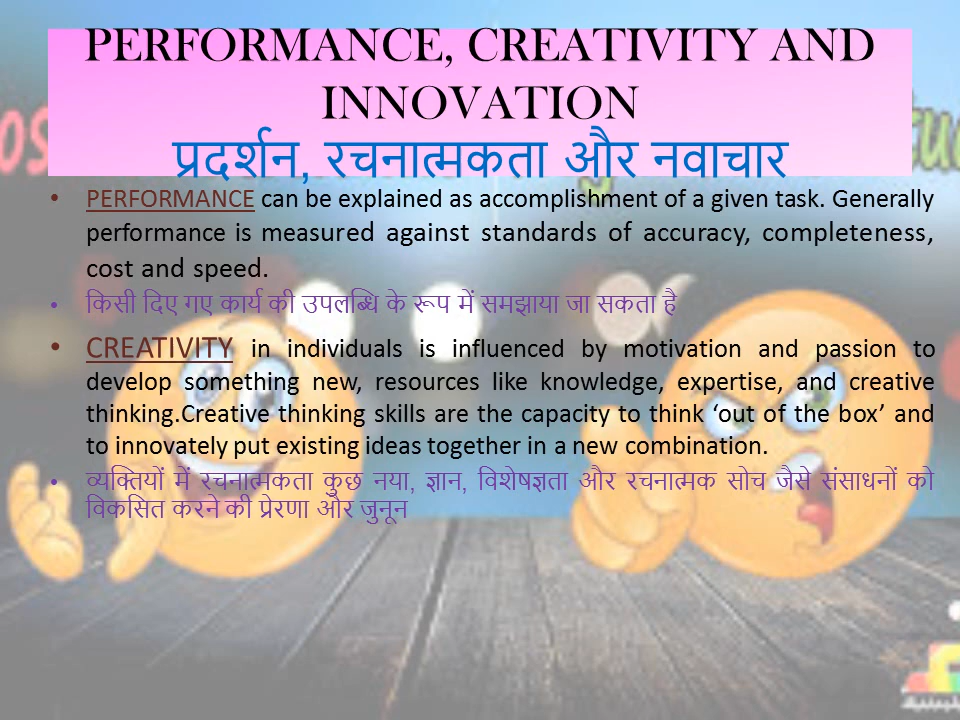 PERFORMANCE, CREATIVITY AND
INNOVATION
प्रदर्शन, रचनात्मकता और नवाचार
• PERFORMANCE can be explained as accomplishment of a given task. Generally
performance is measured against standards of accuracy, completeness,
cost and speed.
• किसी दिए गए कार्य की उपलब्धि के रूप में समझाया जा सकता है
• CREATIVITY in individuals is influenced by motivation and passion to
develop something new, resources like knowledge, expertise, and creative
thinking.Creative thinking skills are the capacity to think ‘out of the box’ and
to innovately put existing ideas together in a new combination.
• व्यक्तियों में रचनात्मकता कुछ नया, ज्ञान, विशेषज्ञता और रचनात्मक सोच जैसे संसाधनों को
विकसित करने की प्रेरणा और जुनून